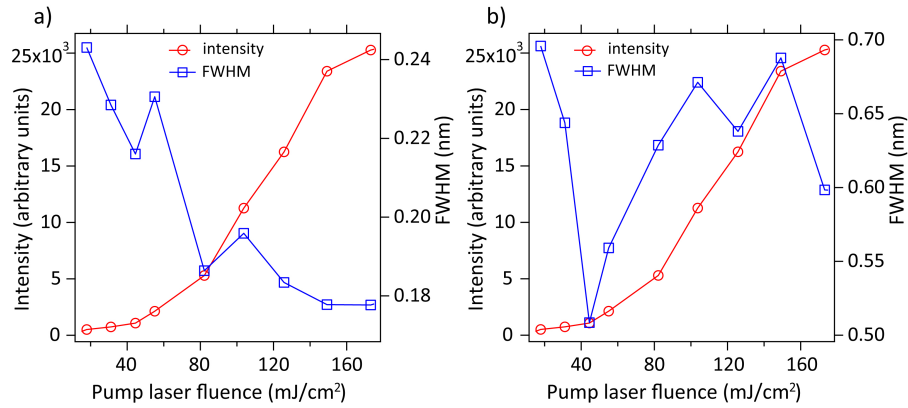 a)
intensity
FWHM
25x10³
20
15
10
5
0
Intensity (arbitrary units)
0.24
0.22
0.20
0.18
FWHM (nm)
40 80 120 160
Pump laser fluence (mJ/cm²)
b)
intensity
FWHM
25x10³
20
15
10
5
0
Intensity (arbitrary units)
0.70
0.65
0.60
0.55
0.50
FWHM (nm)
40 80 120 160
Pump laser fluence (mJ/cm²)